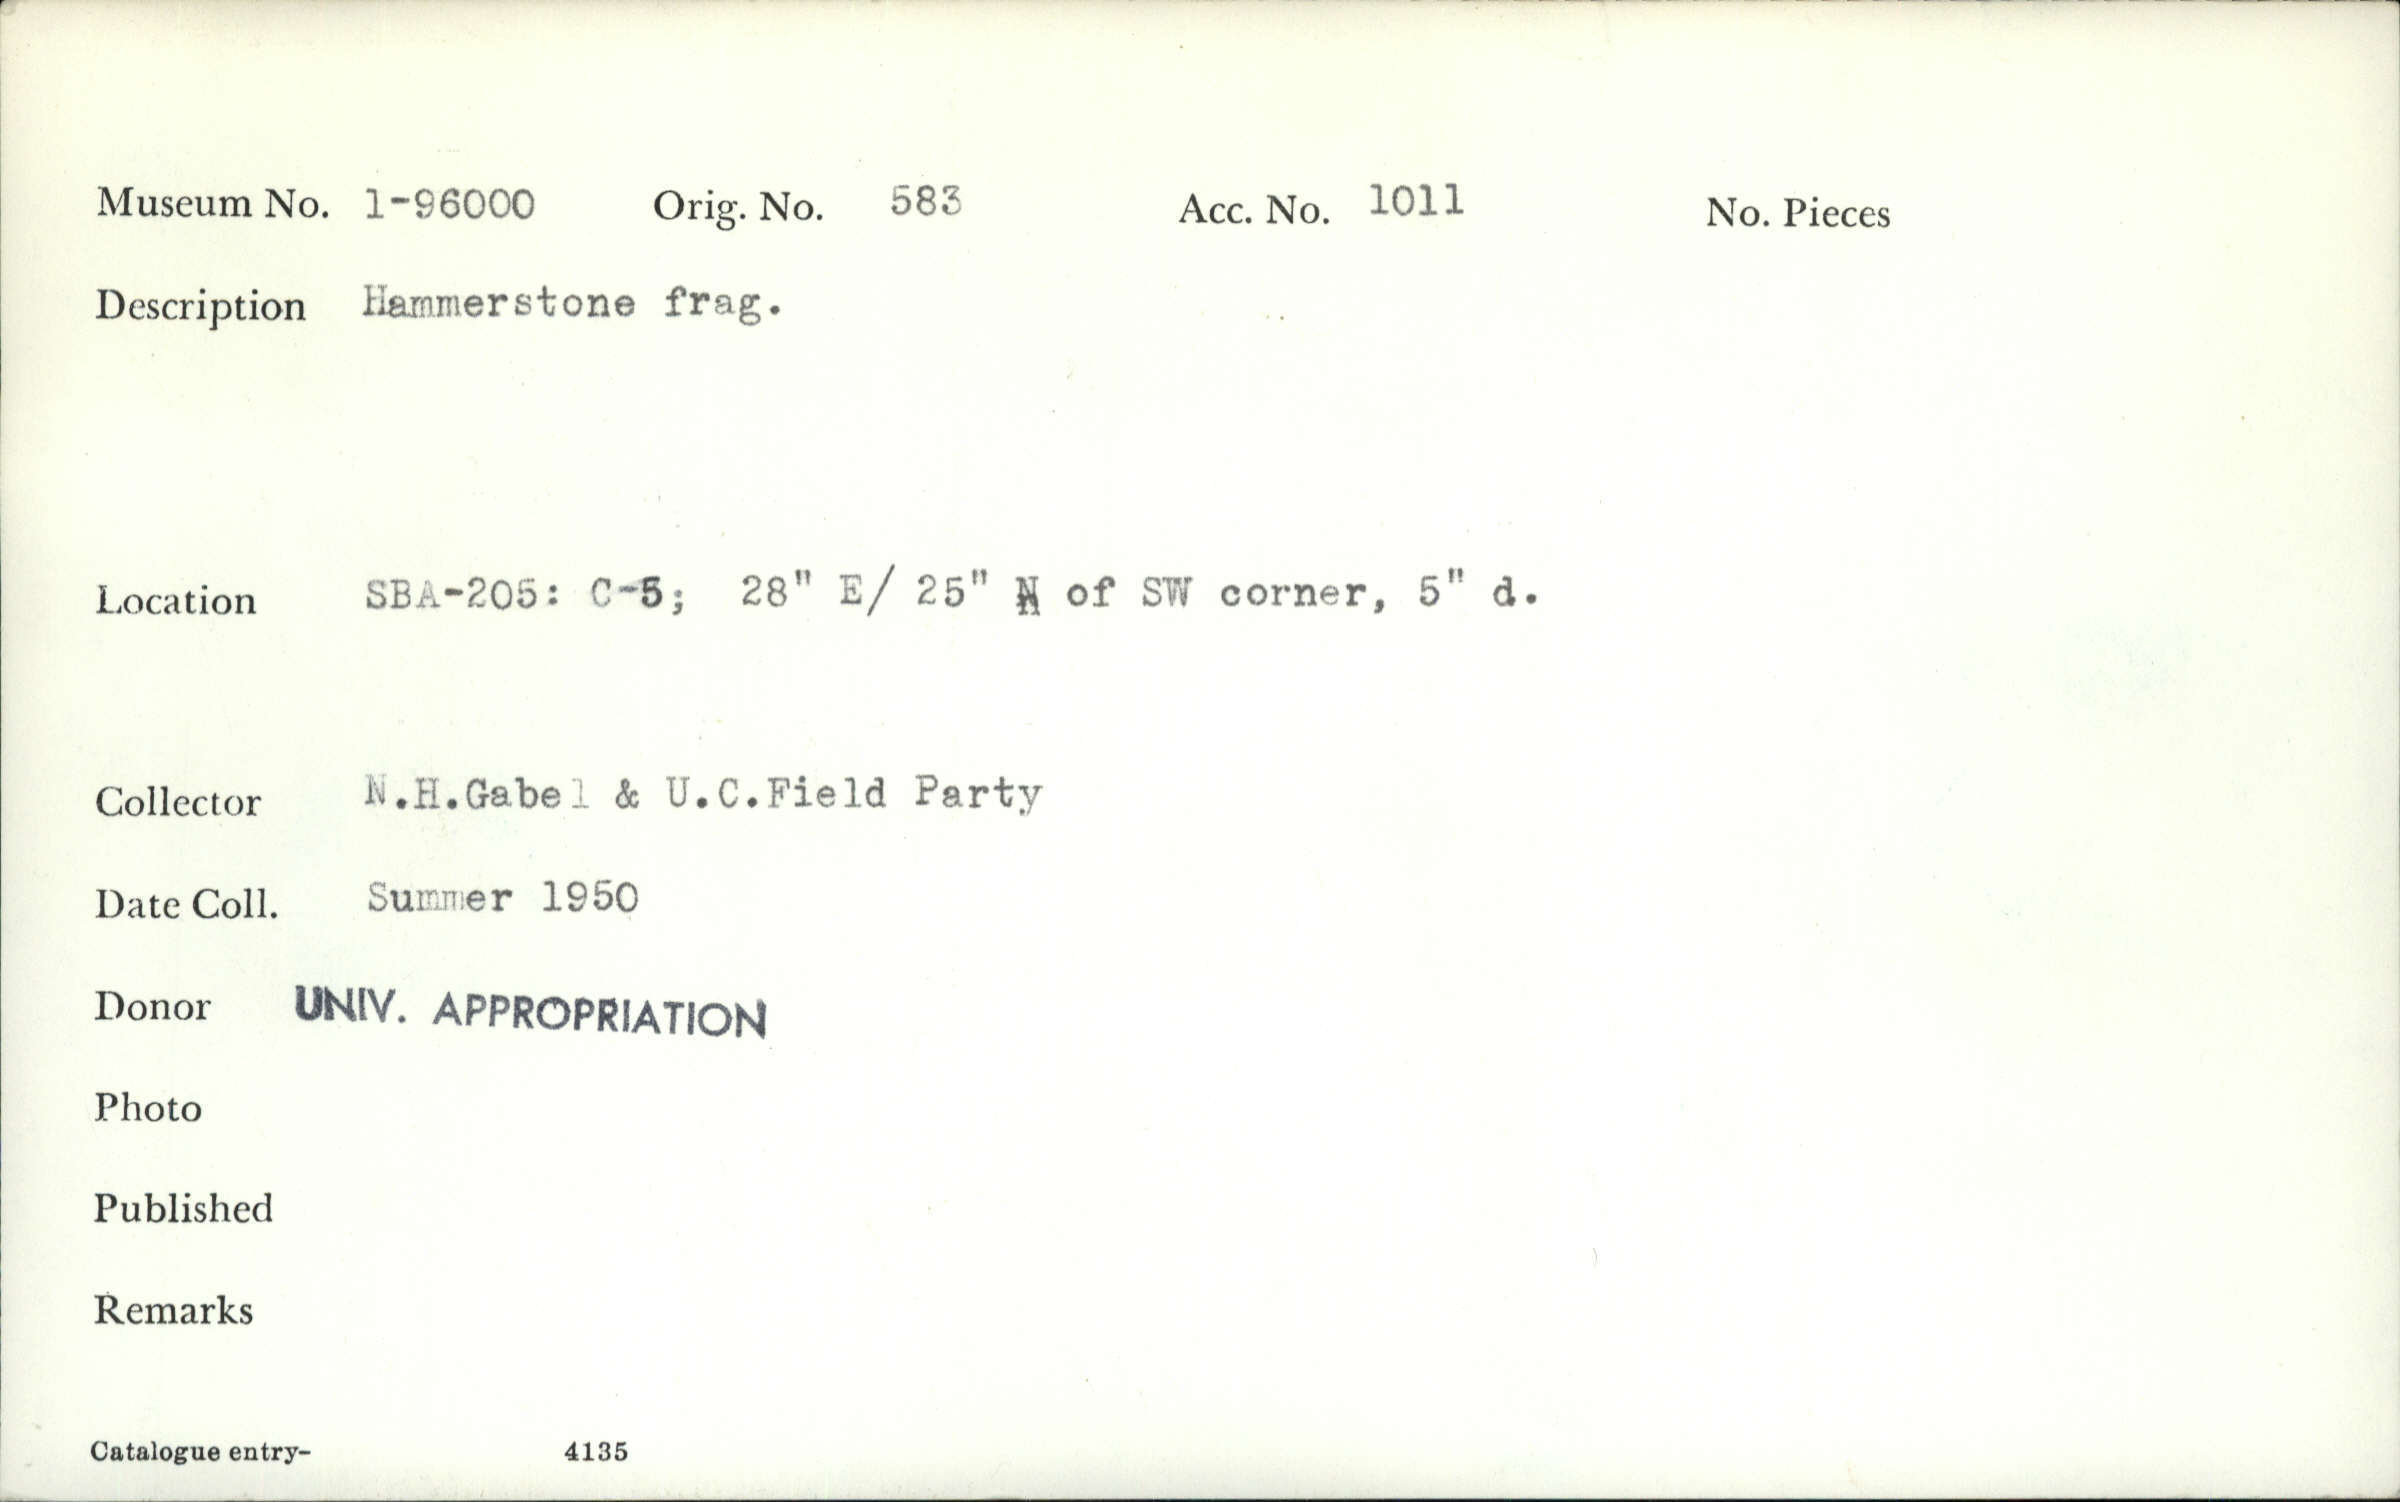 Museum No. 1-96000 Orig. No. 583 Acc. No. 1011 No. Pieces
Description Hammerstone frag.
Location SBA-205: C-5; 28" E/ 25" N of SW corner, 5" d.
Collector N.H.Gabel & U.C.Field Party
Date Coll. Summer 1950
Donor UNIV. APPROPRIATION
Photo
Published
Remarks
Catalogue entry- 4135